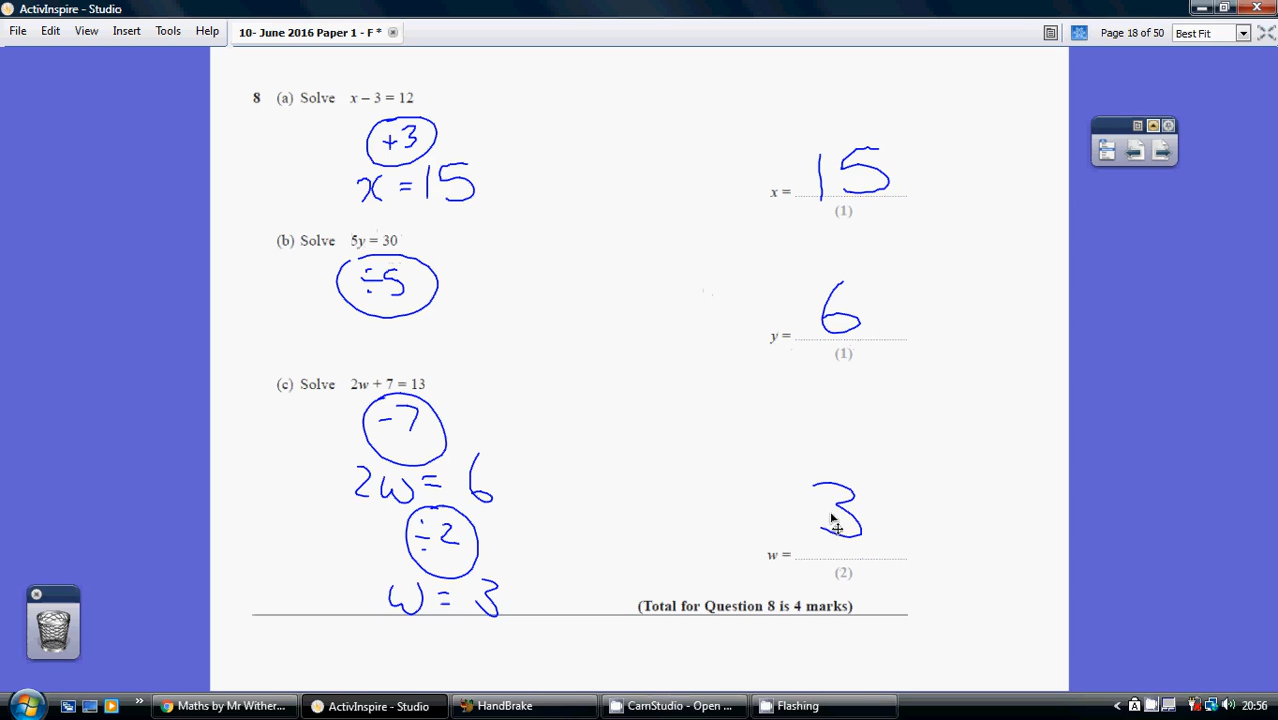 ActivInspire - Studio
File Edit View Insert Tools Help
10- June 2016 Paper 1 - F *
Page 18 of 50
Best Fit
8 (a) Solve x – 3 = 12
+3
x = 15
x = 15
(1)
(b) Solve 5y = 30
÷5
y = 6
(1)
(c) Solve 2w + 7 = 13
-7
2w = 6
÷2
w = 3
w = 3
(2)
(Total for Question 8 is 4 marks)
Maths by Mr Wither...
ActivInspire - Studio
HandBrake
CamStudio - Open ...
Flashing
A
20:56